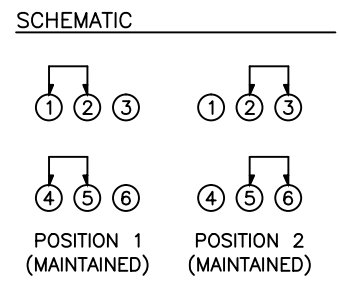 SCHEMATIC
1 2 3 1 2 3
4 5 6 4 5 6
POSITION 1 POSITION 2
(MAINTAINED) (MAINTAINED)